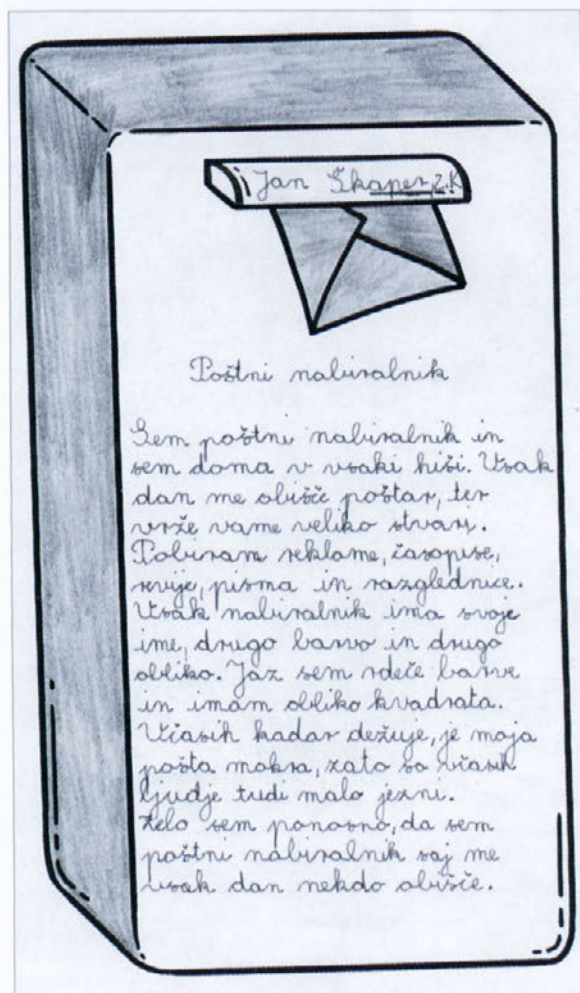 Jan Škaper, 2.K
Poštni nabiralnik
Sem poštni nabiralnik in
sem doma v vsaki hiši. Vsak
dan me obišče poštar, ter
vrže vame veliko stvari.
Pobiram reklame, časopise,
revije, pisma in razglednice.
Vsak nabiralnik ima svoje
ime, drugo barvo in drugo
obliko. Jaz sem rdeče barve
in imam obliko kvadrata.
Včasih kadar dežuje, je moja
pošta mokra, zato so včasih
ljudje tudi malo jezni.
Zelo sem ponosno, da sem
poštni nabiralnik saj me
vsak dan nekdo obišče.